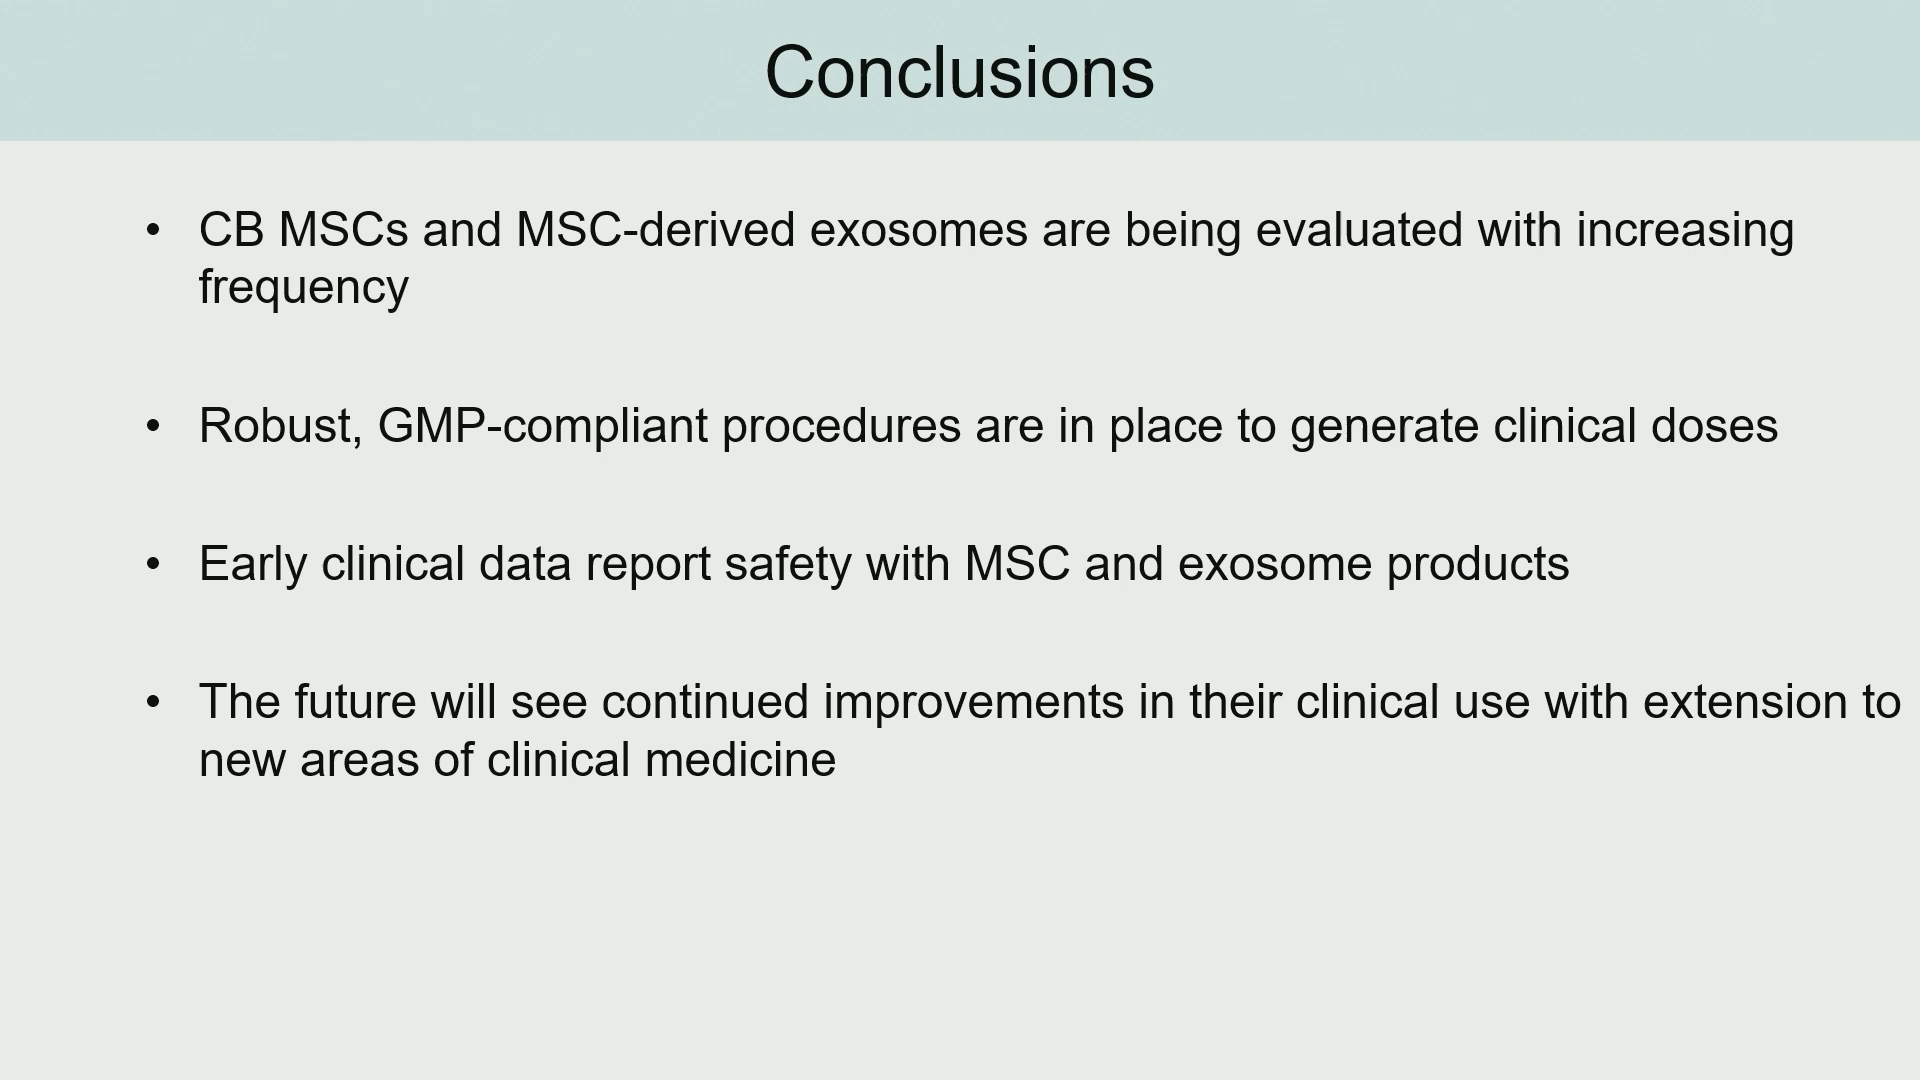 Conclusions
• CB MSCs and MSC-derived exosomes are being evaluated with increasing
frequency
• Robust, GMP-compliant procedures are in place to generate clinical doses
• Early clinical data report safety with MSC and exosome products
• The future will see continued improvements in their clinical use with extension to
new areas of clinical medicine